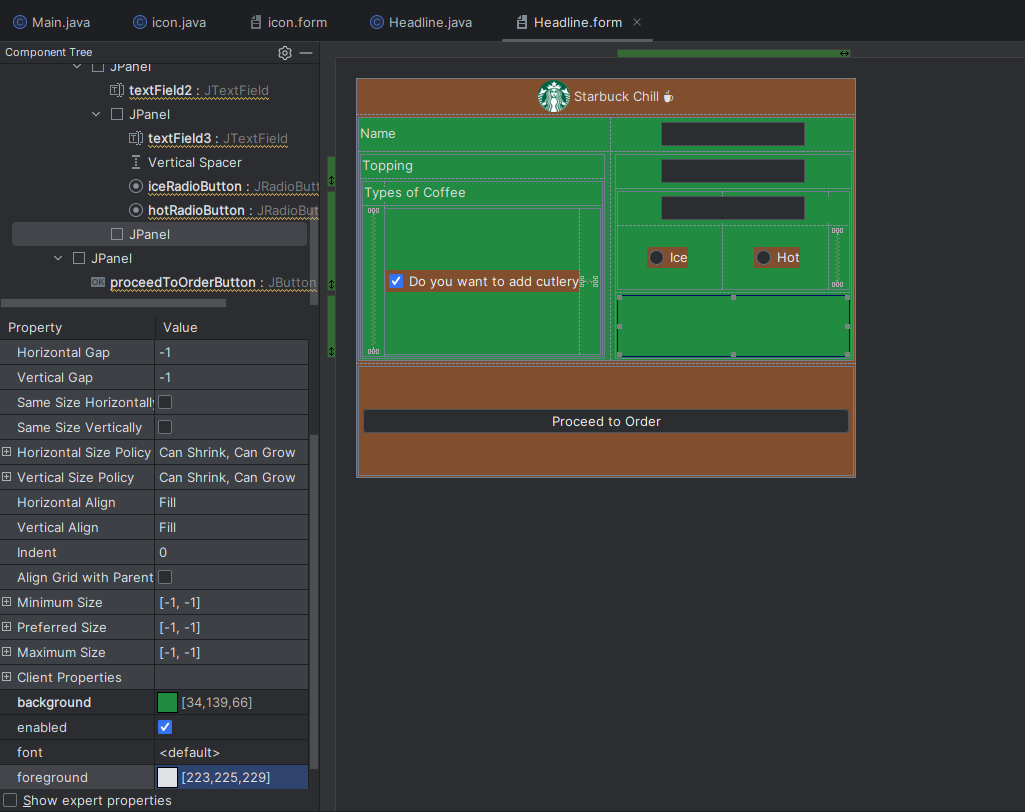 Main.java icon.java icon.form Headline.java Headline.form
Component Tree
JPanel
textField2 : JTextField
JPanel
textField3 : JTextField
Vertical Spacer
iceRadioButton : JRadioButt
hotRadioButton : JRadioBut
JPanel
JPanel
OK proceedToOrderButton : JButton
Property Value
Horizontal Gap -1
Vertical Gap -1
Same Size Horizontally
Same Size Vertically
Horizontal Size Policy Can Shrink, Can Grow
Vertical Size Policy Can Shrink, Can Grow
Horizontal Align Fill
Vertical Align Fill
Indent 0
Align Grid with Parent
Minimum Size [-1, -1]
Preferred Size [-1, -1]
Maximum Size [-1, -1]
Client Properties
background [34,139,66]
enabled
font <default>
foreground [223,225,229]
Show expert properties
Starbuck Chill
Name
Topping
Types of Coffee
Do you want to add cutlery
Ice Hot
Proceed to Order